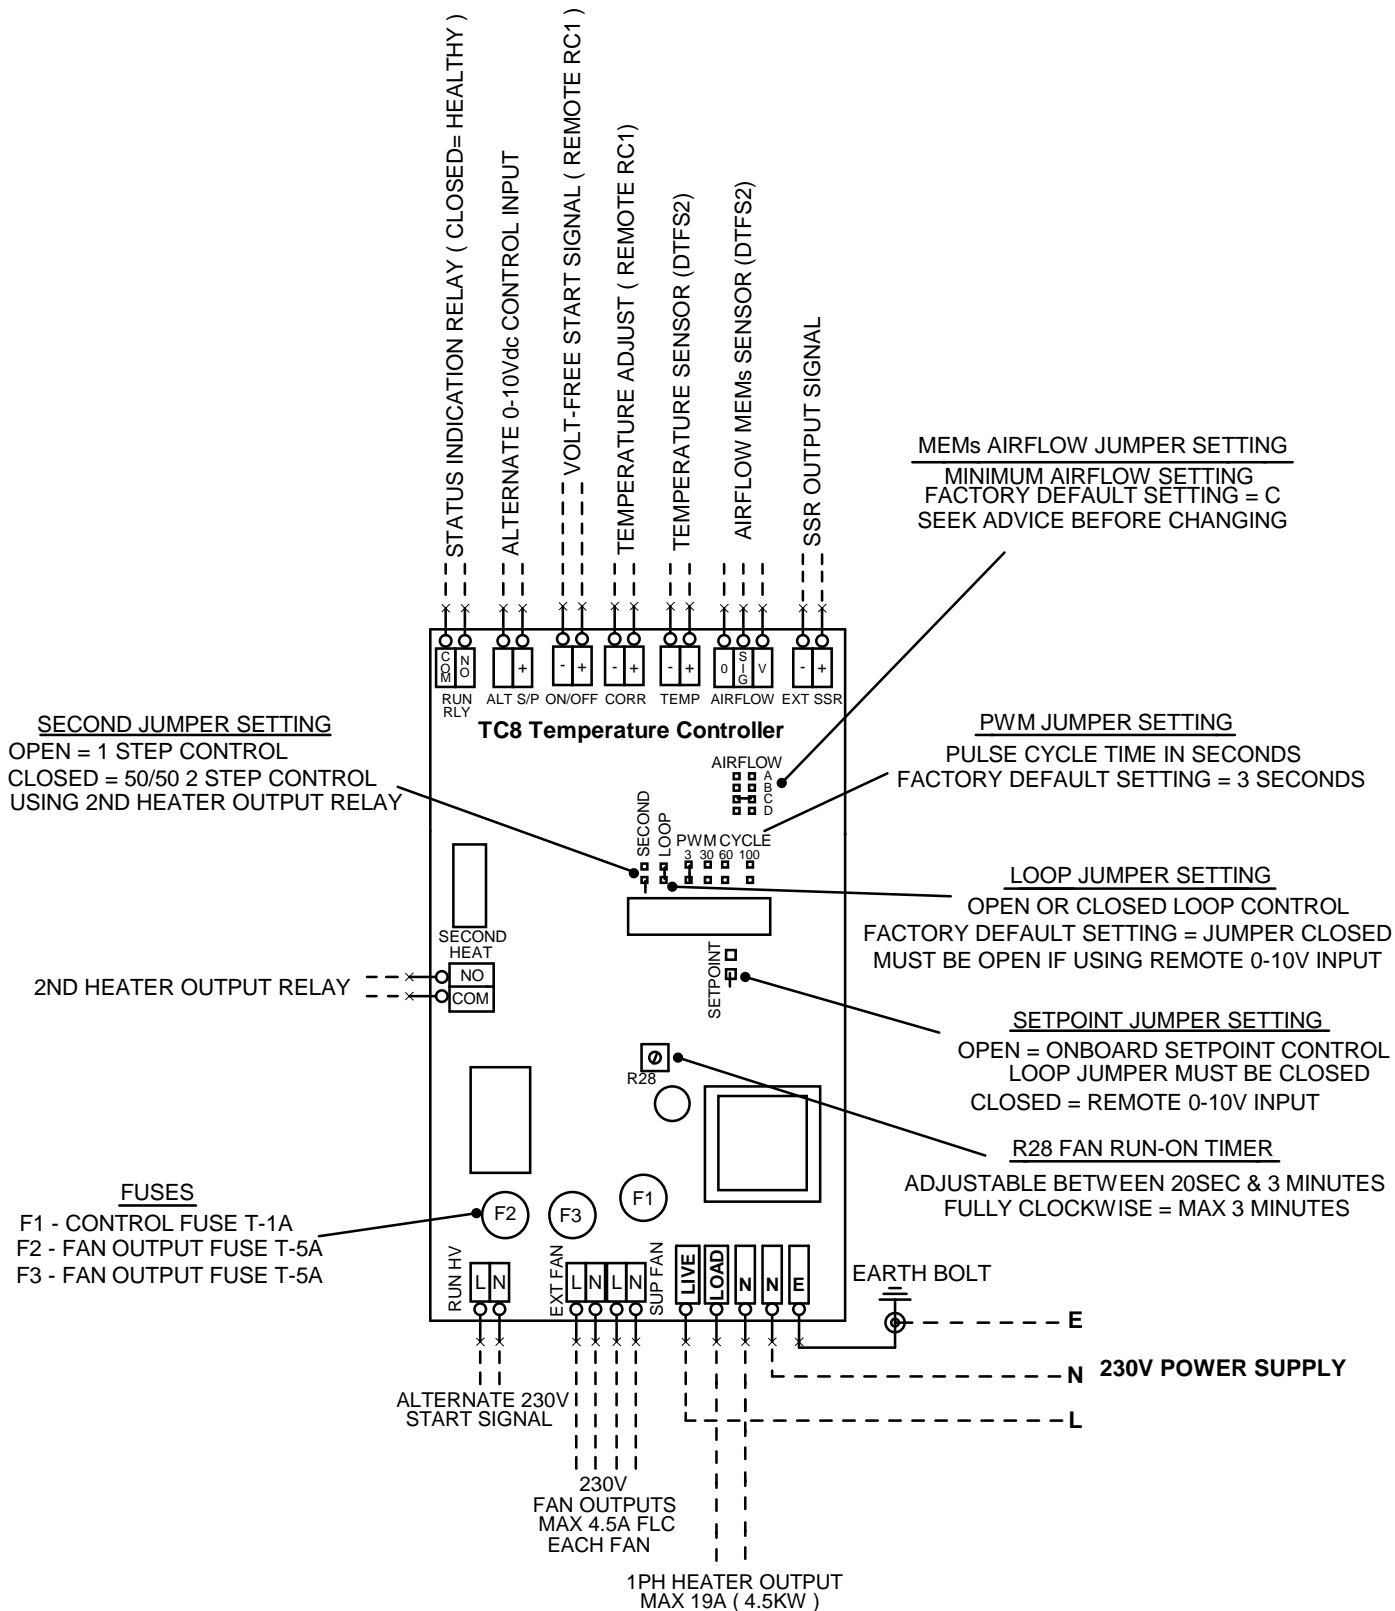 STATUS INDICATION RELAY ( CLOSED= HEALTHY )
ALTERNATE 0-10Vdc CONTROL INPUT
VOLT-FREE START SIGNAL ( REMOTE RC1 )
TEMPERATURE ADJUST ( REMOTE RC1)
TEMPERATURE SENSOR (DTFS2)
AIRFLOW MEMs SENSOR (DTFS2)
SSR OUTPUT SIGNAL
MEMs AIRFLOW JUMPER SETTING
MINIMUM AIRFLOW SETTING
FACTORY DEFAULT SETTING = C
SEEK ADVICE BEFORE CHANGING
COM NO + - + - + - + 0 SIG V - +
RUN RLY ALT S/P ON/OFF CORR TEMP AIRFLOW EXT SSR
TC8 Temperature Controller
SECOND JUMPER SETTING
OPEN = 1 STEP CONTROL
CLOSED = 50/50 2 STEP CONTROL
USING 2ND HEATER OUTPUT RELAY
PWM JUMPER SETTING
PULSE CYCLE TIME IN SECONDS
FACTORY DEFAULT SETTING = 3 SECONDS
AIRFLOW
A
B
C
D
SECOND
LOOP
PWM CYCLE
3 30 60 100
LOOP JUMPER SETTING
OPEN OR CLOSED LOOP CONTROL
FACTORY DEFAULT SETTING = JUMPER CLOSED
MUST BE OPEN IF USING REMOTE 0-10V INPUT
SECOND
HEAT
NO
COM
2ND HEATER OUTPUT RELAY
SETPOINT
SETPOINT JUMPER SETTING
OPEN = ONBOARD SETPOINT CONTROL
LOOP JUMPER MUST BE CLOSED
CLOSED = REMOTE 0-10V INPUT
R28
R28 FAN RUN-ON TIMER
ADJUSTABLE BETWEEN 20SEC & 3 MINUTES
FULLY CLOCKWISE = MAX 3 MINUTES
FUSES
F1 - CONTROL FUSE T-1A
F2 - FAN OUTPUT FUSE T-5A
F3 - FAN OUTPUT FUSE T-5A
F2 F3 F1
RUN HV
L N
EXT FAN
L N L N
SUP FAN
LIVE LOAD N N E
EARTH BOLT
E
N 230V POWER SUPPLY
L
ALTERNATE 230V
START SIGNAL
230V
FAN OUTPUTS
MAX 4.5A FLC
EACH FAN
1PH HEATER OUTPUT
MAX 19A ( 4.5KW )